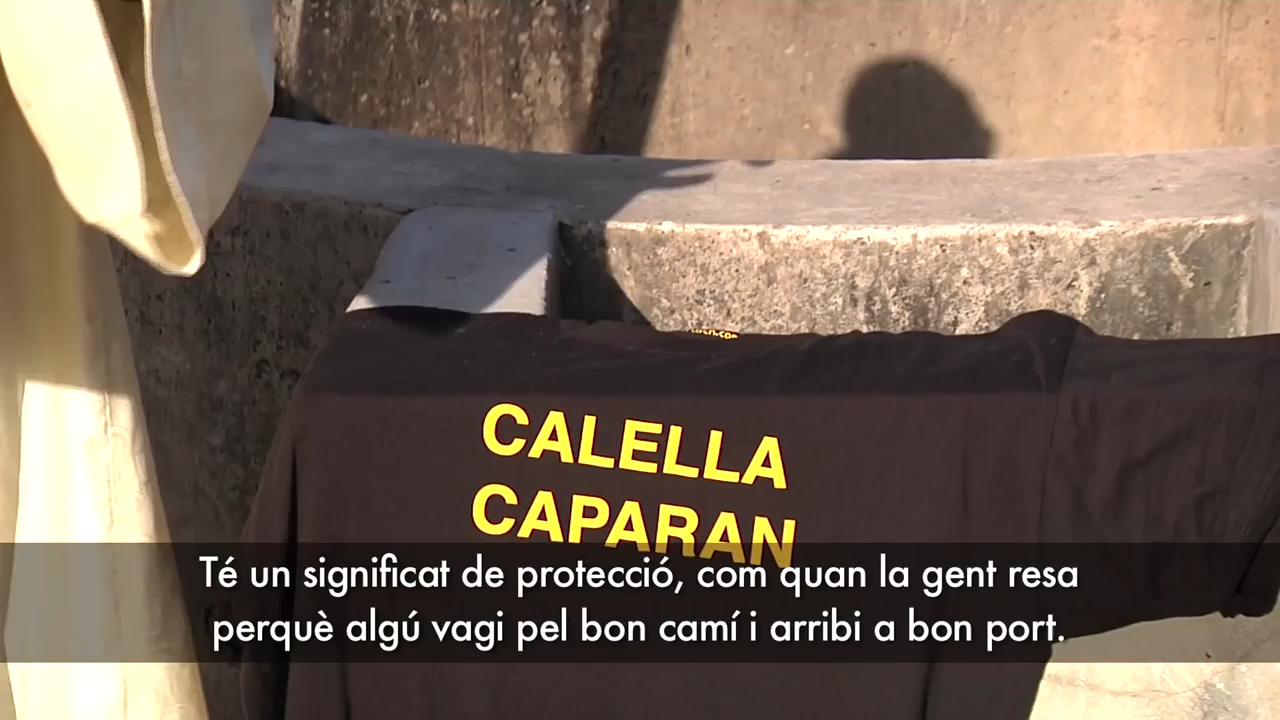 CALELLA
CAPARAN
Té un significat de protecció, com quan la gent resa
perquè algú vagi pel bon camí i arribi a bon port.